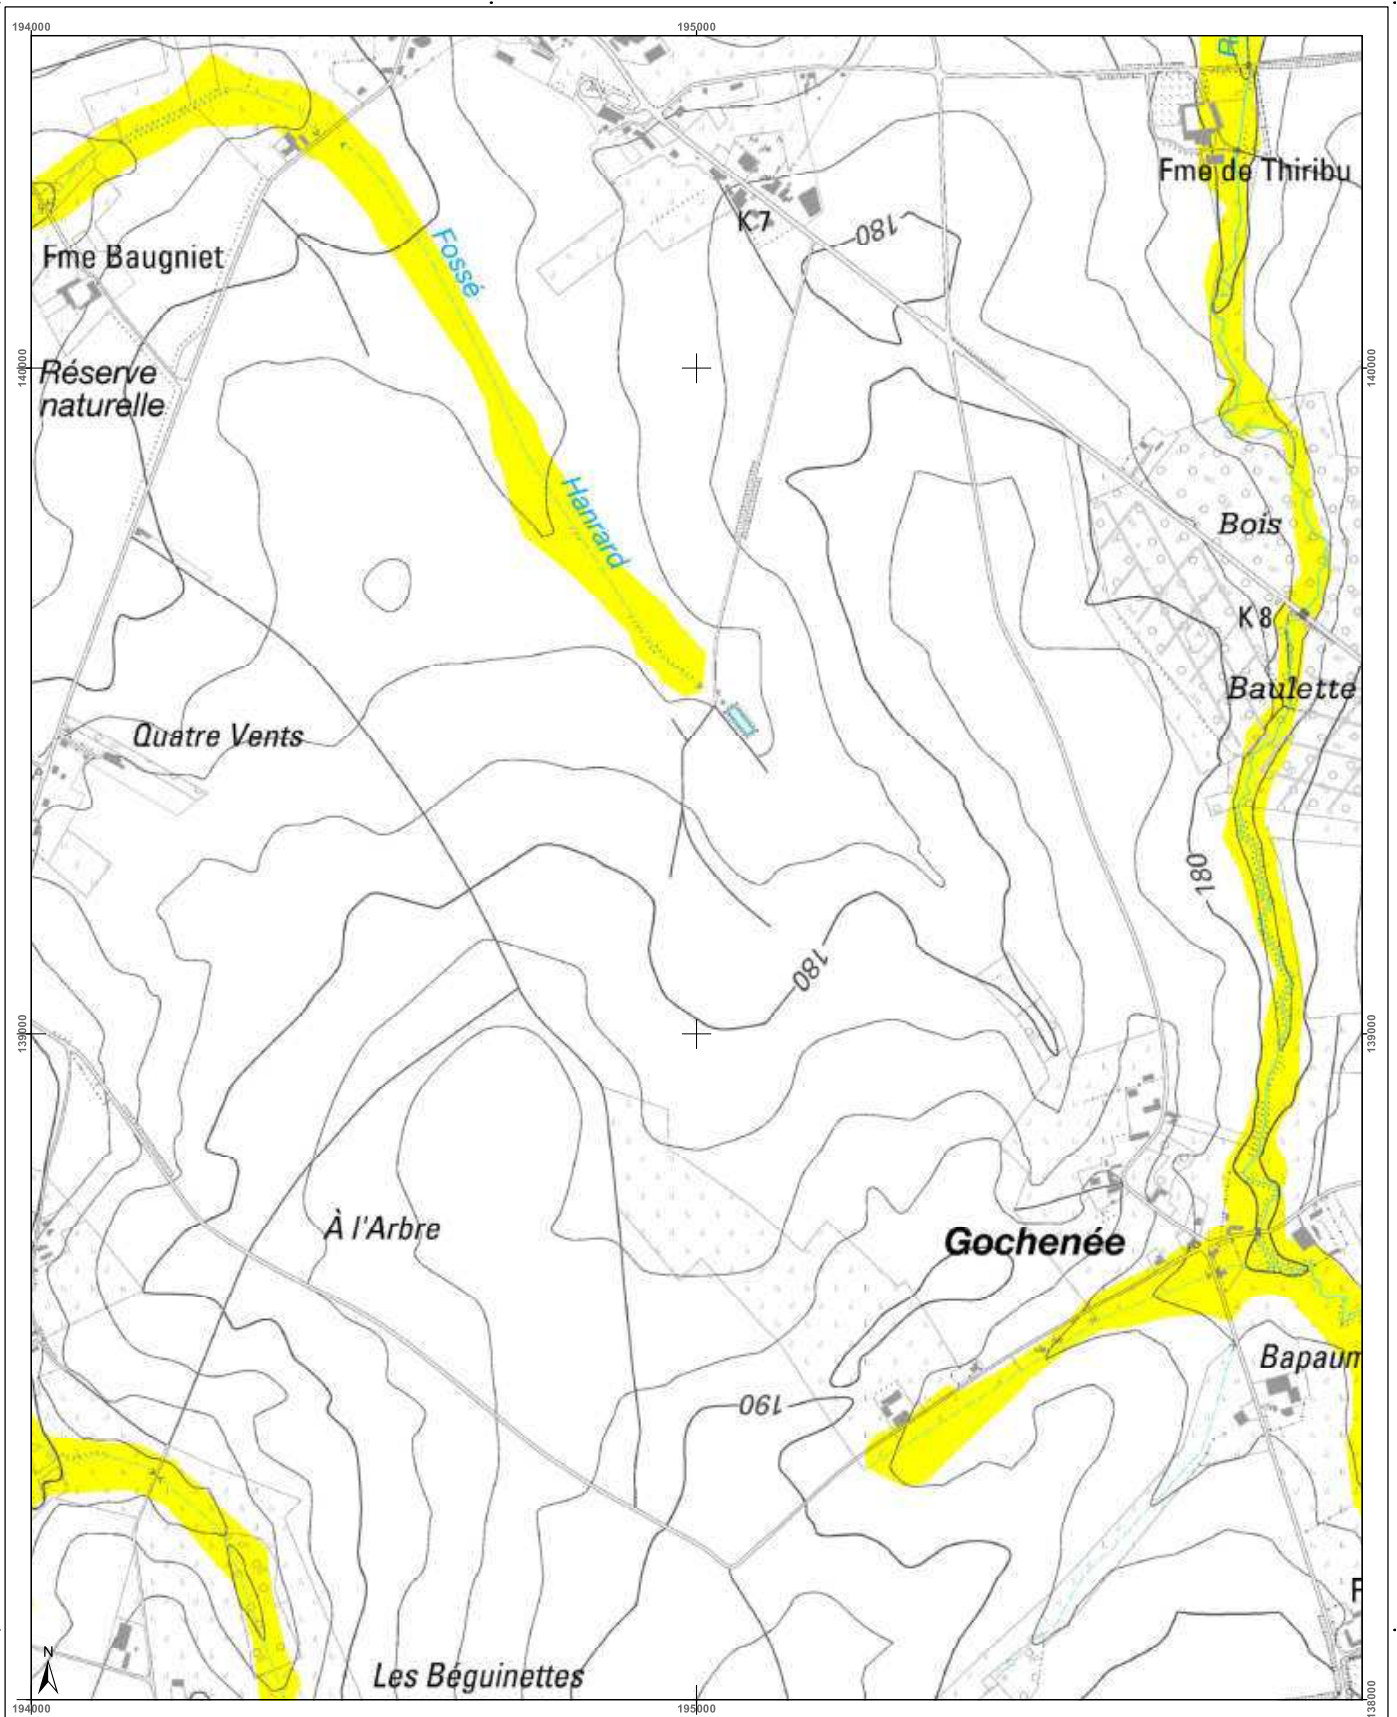 194000
195000
R
Fme de Thiribu
K7
180
Fossé
Fme Baugniet
140000
140000
Réserve
naturelle
Hanrard
Bois
K8
Baulette
Quatre Vents
180
180
139000
139000
À l'Arbre
Gochenée
Bapaum
190
F
N
Les Béguinettes
194000
195000
138000